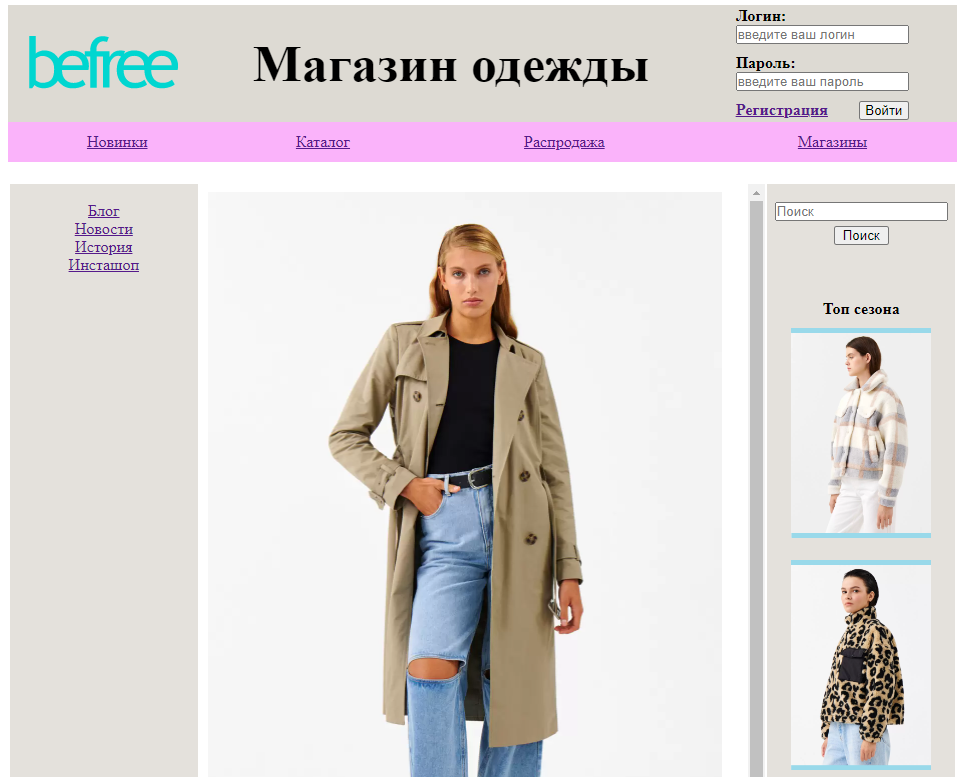 befree
Магазин одежды
Логин:
введите ваш логин
Пароль:
введите ваш пароль
Регистрация Войти
Новинки Каталог Распродажа Магазины
Блог
Новости
История
Инсташоп
Поиск
Поиск
Топ сезона